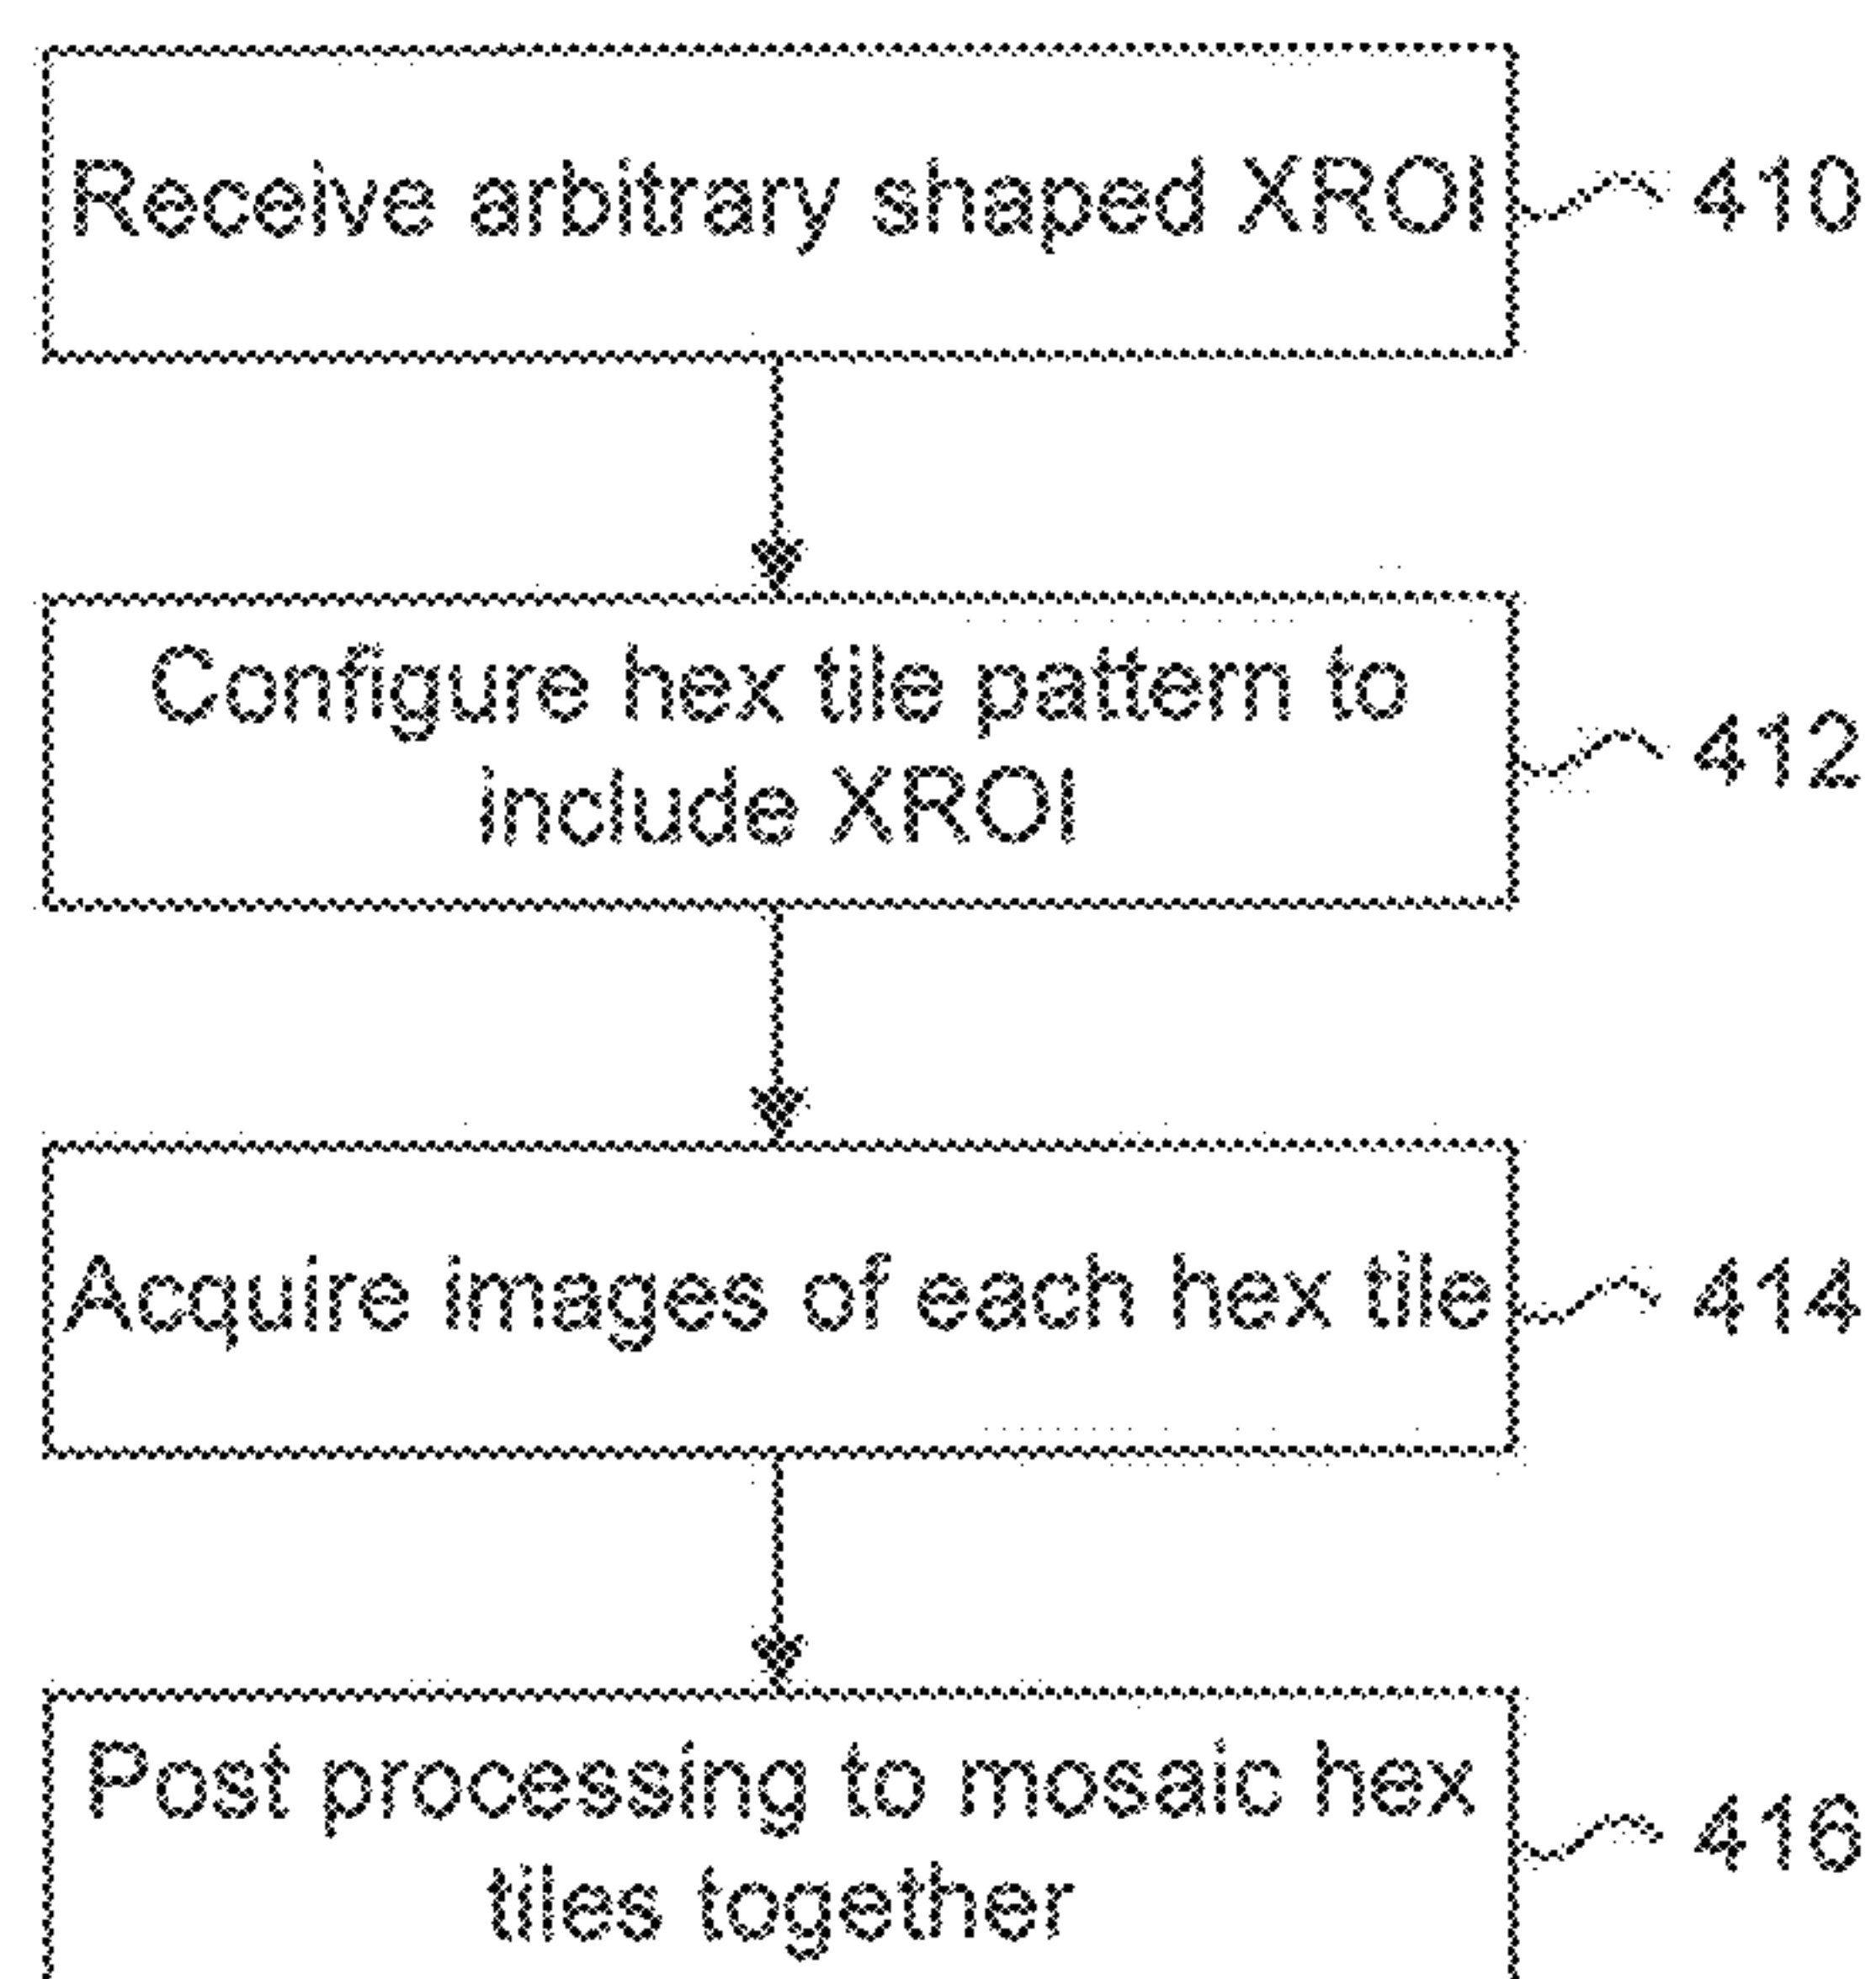 Receive arbitrary shaped XROI
410
Configure hex tile pattern to
include XROI
412
Acquire images of each hex tile
414
Post processing to mosaic hex
tiles together
416